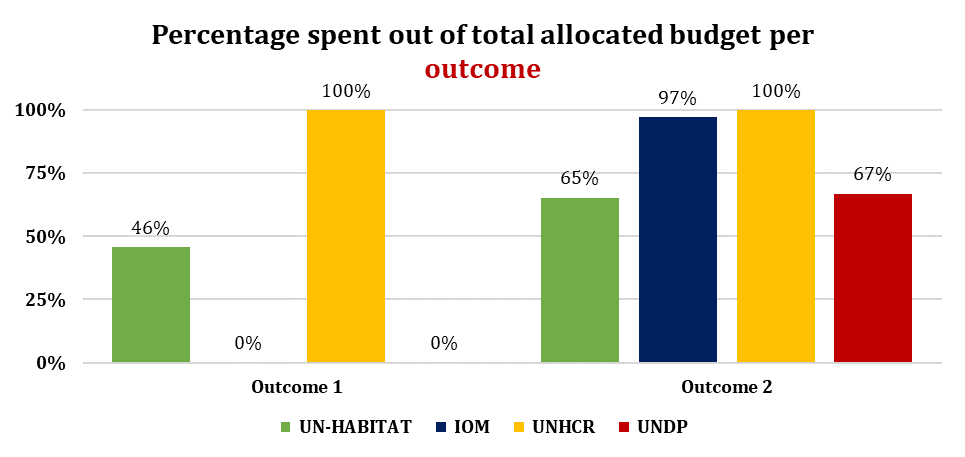 Percentage spent out of total allocated budget per
outcome
100%
75%
50%
25%
0%
46%
0%
100%
0%
65%
97%
100%
67%
Outcome 1
Outcome 2
UN-HABITAT
IOM
UNHCR
UNDP